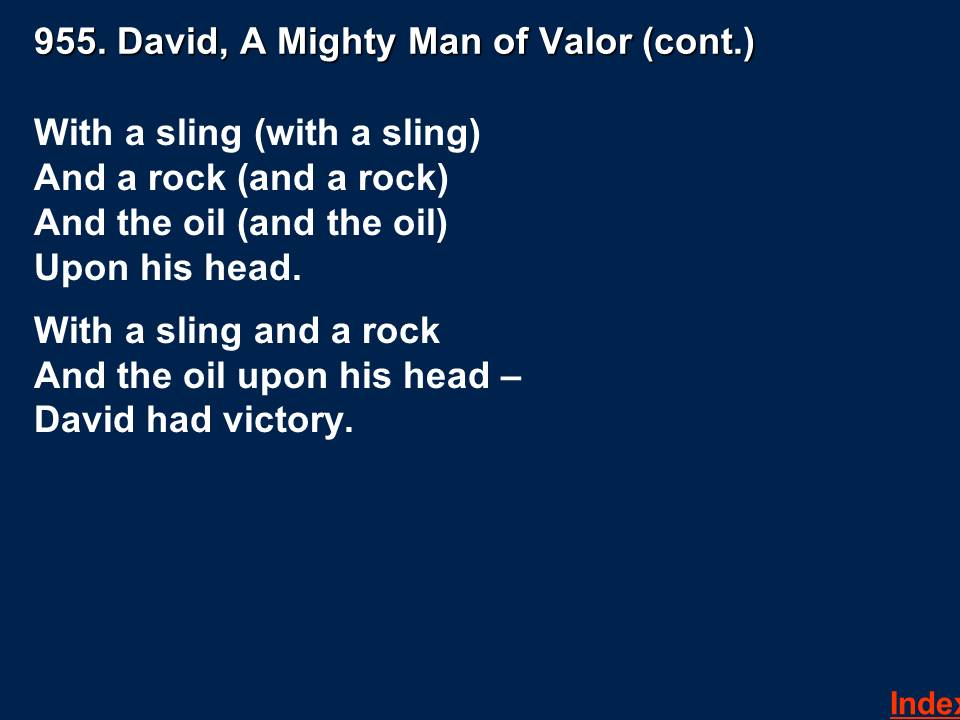 955. David, A Mighty Man of Valor (cont.)
With a sling (with a sling)
And a rock (and a rock)
And the oil (and the oil)
Upon his head.
With a sling and a rock
And the oil upon his head –
David had victory.
Index